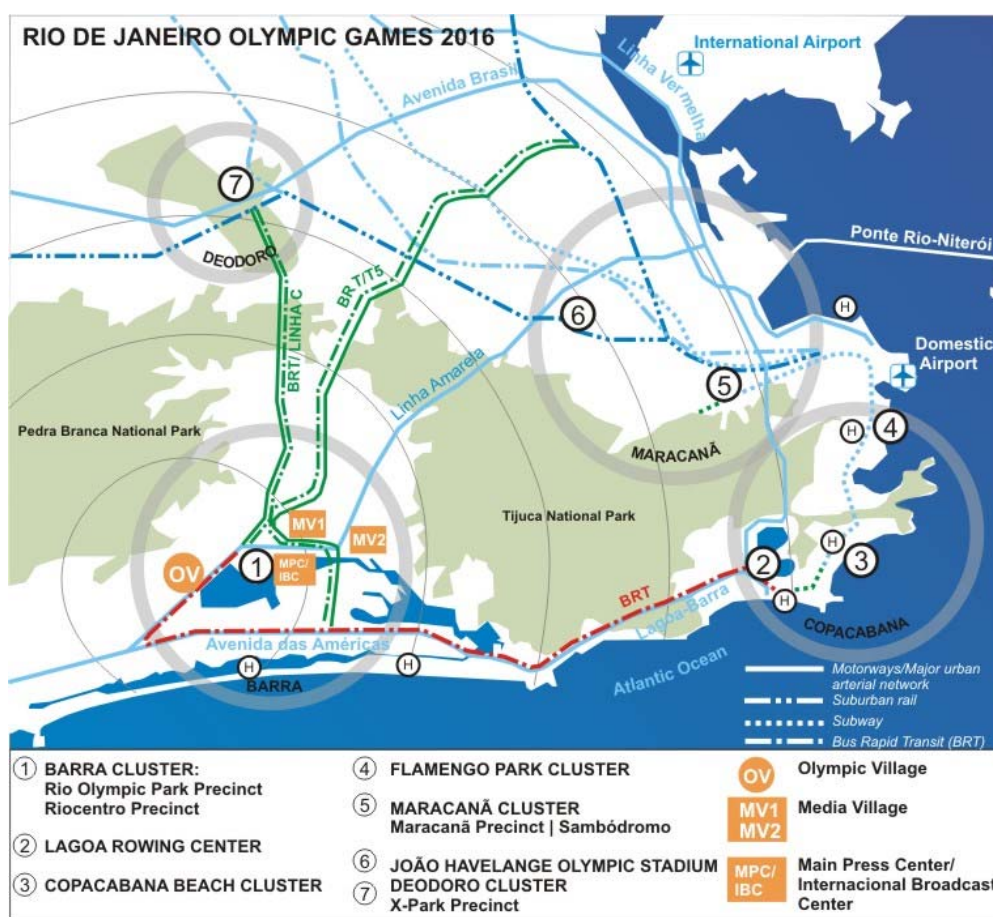 RIO DE JANEIRO OLYMPIC GAMES 2016
International Airport
Linha Vermelha
Avenida Brasil
7
DEODORO
BRT/T5
BRT/ LINHA C
Ponte Rio-Niterói
H
6
Domestic
Airport
Linha Amarela
5
4
H
MARACANÃ
Pedra Branca National Park
Tijuca National Park
MV1
MV2
OV
1
MPC/
IBC
H
2
3
BRT
H
Lagoa-Barra
COPACABANA
Avenida das Américas
Atlantic Ocean
H
H
BARRA
Motorways/Major urban
arterial network
Suburban rail
Subway
Bus Rapid Transit (BRT)
1 BARRA CLUSTER:
Rio Olympic Park Precinct
Riocentro Precinct
2 LAGOA ROWING CENTER
3 COPACABANA BEACH CLUSTER
4 FLAMENGO PARK CLUSTER
5 MARACANÃ CLUSTER
Maracanã Precinct | Sambódromo
6 JOÃO HAVELANGE OLYMPIC STADIUM
7 DEODORO CLUSTER
X-Park Precinct
OV Olympic Village
MV1 Media Village
MV2
MPC/ Main Press Center/
IBC Internacional Broadcast
Center